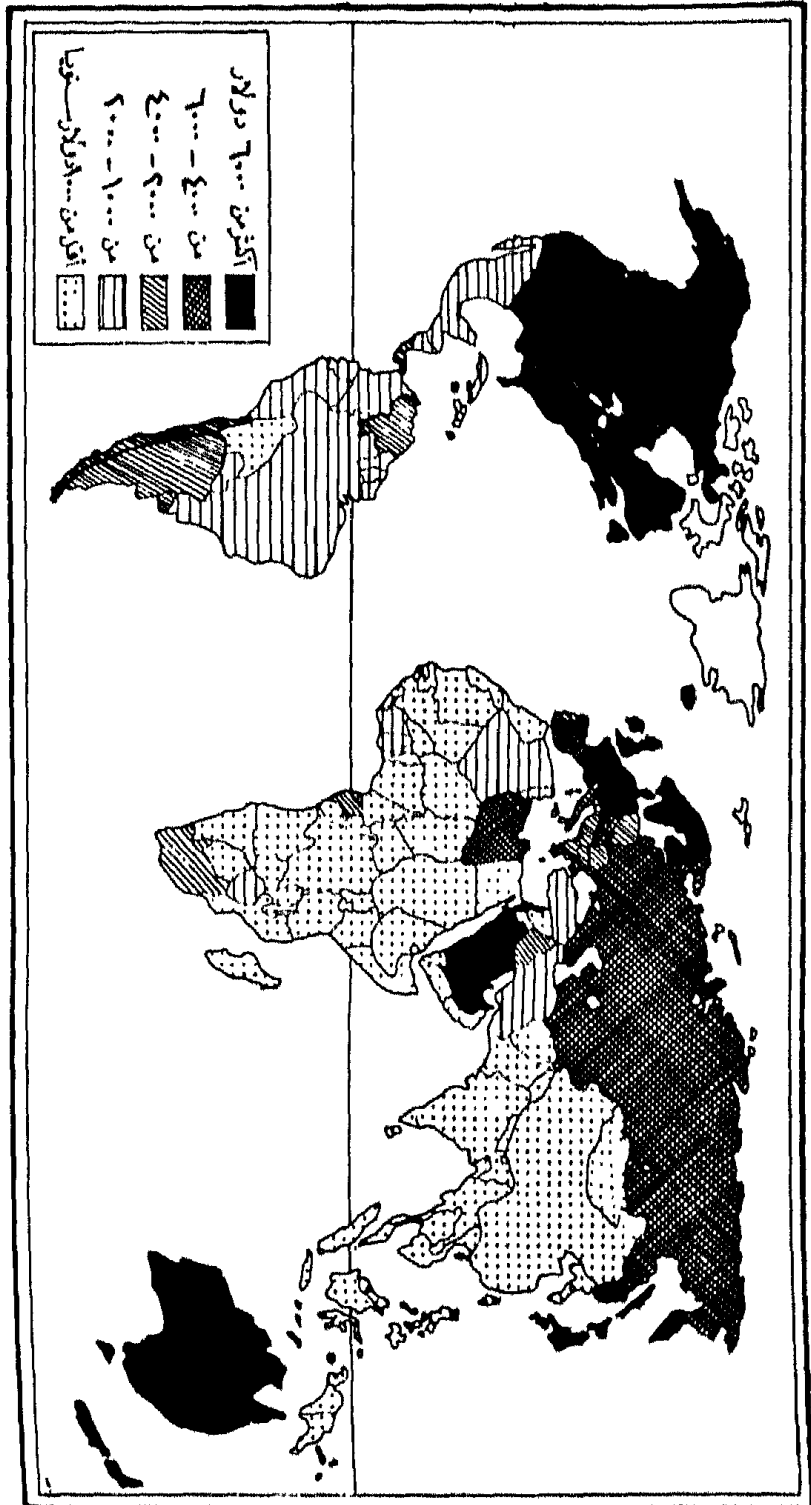 أكثر من ٦٠٠٠ دولار
من ٤٠٠٠ - ٦٠٠٠
من ٢٠٠٠ - ٤٠٠٠
من ١٠٠٠ - ٢٠٠٠
أقل من ١٠٠٠ دولار سنويا